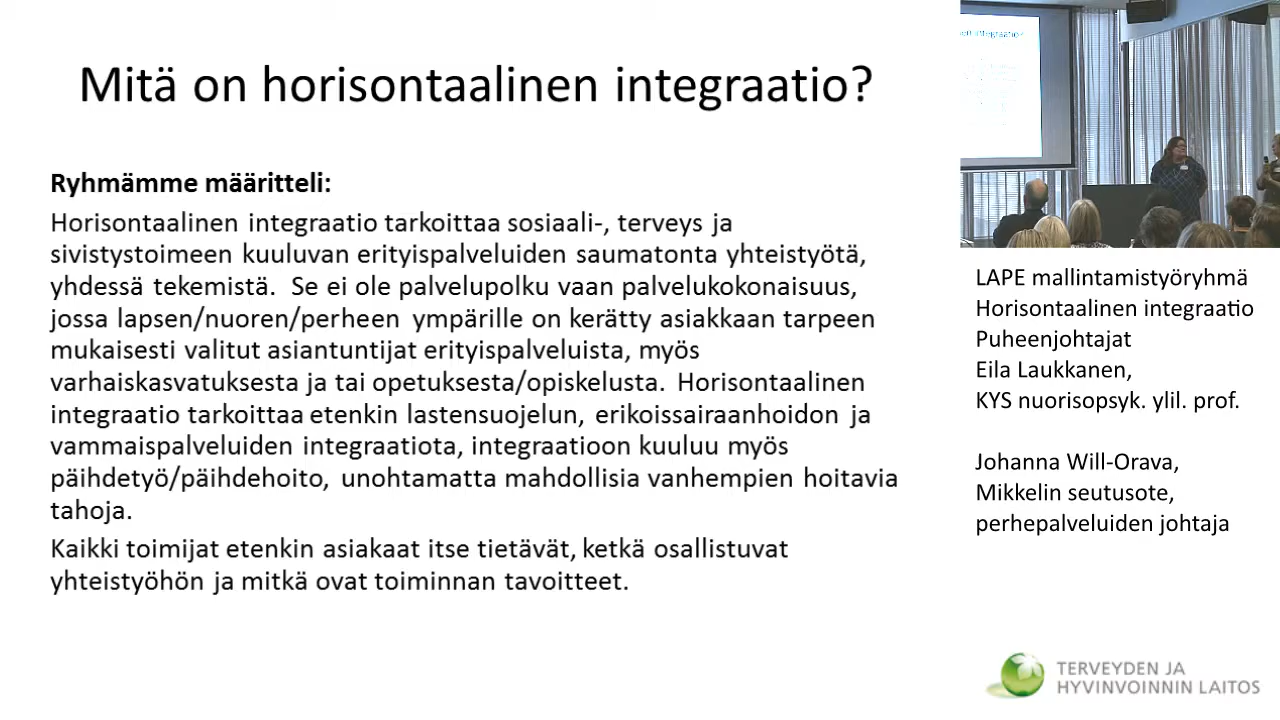 Mitä on horisontaalinen integraatio?
Ryhmämme määritteli:
Horisontaalinen integraatio tarkoittaa sosiaali-, terveys ja
sivistystoimeen kuuluvan erityispalveluiden saumatonta yhteistyötä,
yhdessä tekemistä. Se ei ole palvelupolku vaan palvelukokonaisuus,
jossa lapsen/nuoren/perheen ympärille on kerätty asiakkaan tarpeen
mukaisesti valitut asiantuntijat erityispalveluista, myös
varhaiskasvatuksesta ja tai opetuksesta/opiskelusta. Horisontaalinen
integraatio tarkoittaa etenkin lastensuojelun, erikoissairaanhoidon ja
vammaispalveluiden integraatiota, integraatioon kuuluu myös
päihdetyö/päihdehoito, unohtamatta mahdollisia vanhempien hoitavia
tahoja.
Kaikki toimijat etenkin asiakaat itse tietävät, ketkä osallistuvat
yhteistyöhön ja mitkä ovat toiminnan tavoitteet.
integraatio?
LAPE mallintamistyöryhmä
Horisontaalinen integraatio
Puheenjohtajat
Eila Laukkanen,
KYS nuorisopsyk. ylil. prof.
Johanna Will-Orava,
Mikkelin seutusote,
perhepalveluiden johtaja
TERVEYDEN JA
HYVINVOINNIN LAITOS